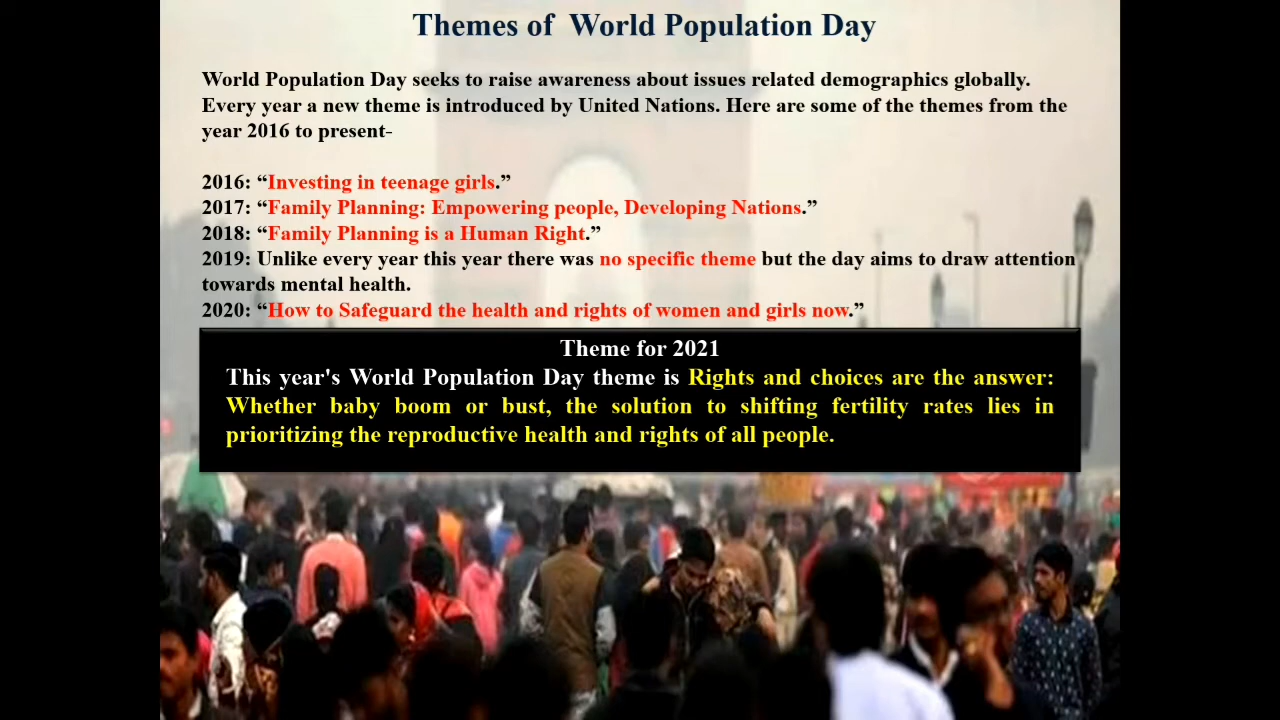 Themes of World Population Day
World Population Day seeks to raise awareness about issues related demographics globally.
Every year a new theme is introduced by United Nations. Here are some of the themes from the
year 2016 to present-
2016: “Investing in teenage girls.”
2017: “Family Planning: Empowering people, Developing Nations.”
2018: “Family Planning is a Human Right.”
2019: Unlike every year this year there was no specific theme but the day aims to draw attention
towards mental health.
2020: “How to Safeguard the health and rights of women and girls now.”
Theme for 2021
This year's World Population Day theme is Rights and choices are the answer:
Whether baby boom or bust, the solution to shifting fertility rates lies in
prioritizing the reproductive health and rights of all people.